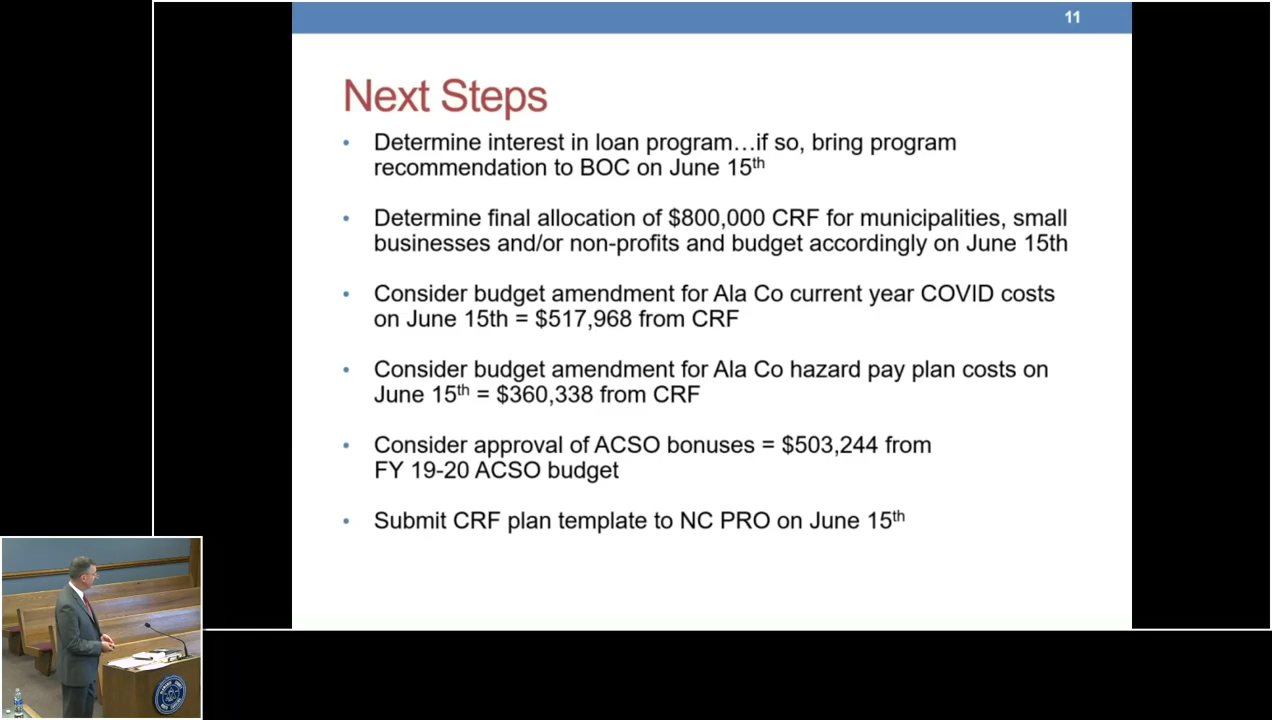 11
Next Steps
• Determine interest in loan program…if so, bring program
recommendation to BOC on June 15th
• Determine final allocation of $800,000 CRF for municipalities, small
businesses and/or non-profits and budget accordingly on June 15th
• Consider budget amendment for Ala Co current year COVID costs
on June 15th = $517,968 from CRF
• Consider budget amendment for Ala Co hazard pay plan costs on
June 15th = $360,338 from CRF
• Consider approval of ACSO bonuses = $503,244 from
FY 19-20 ACSO budget
• Submit CRF plan template to NC PRO on June 15th